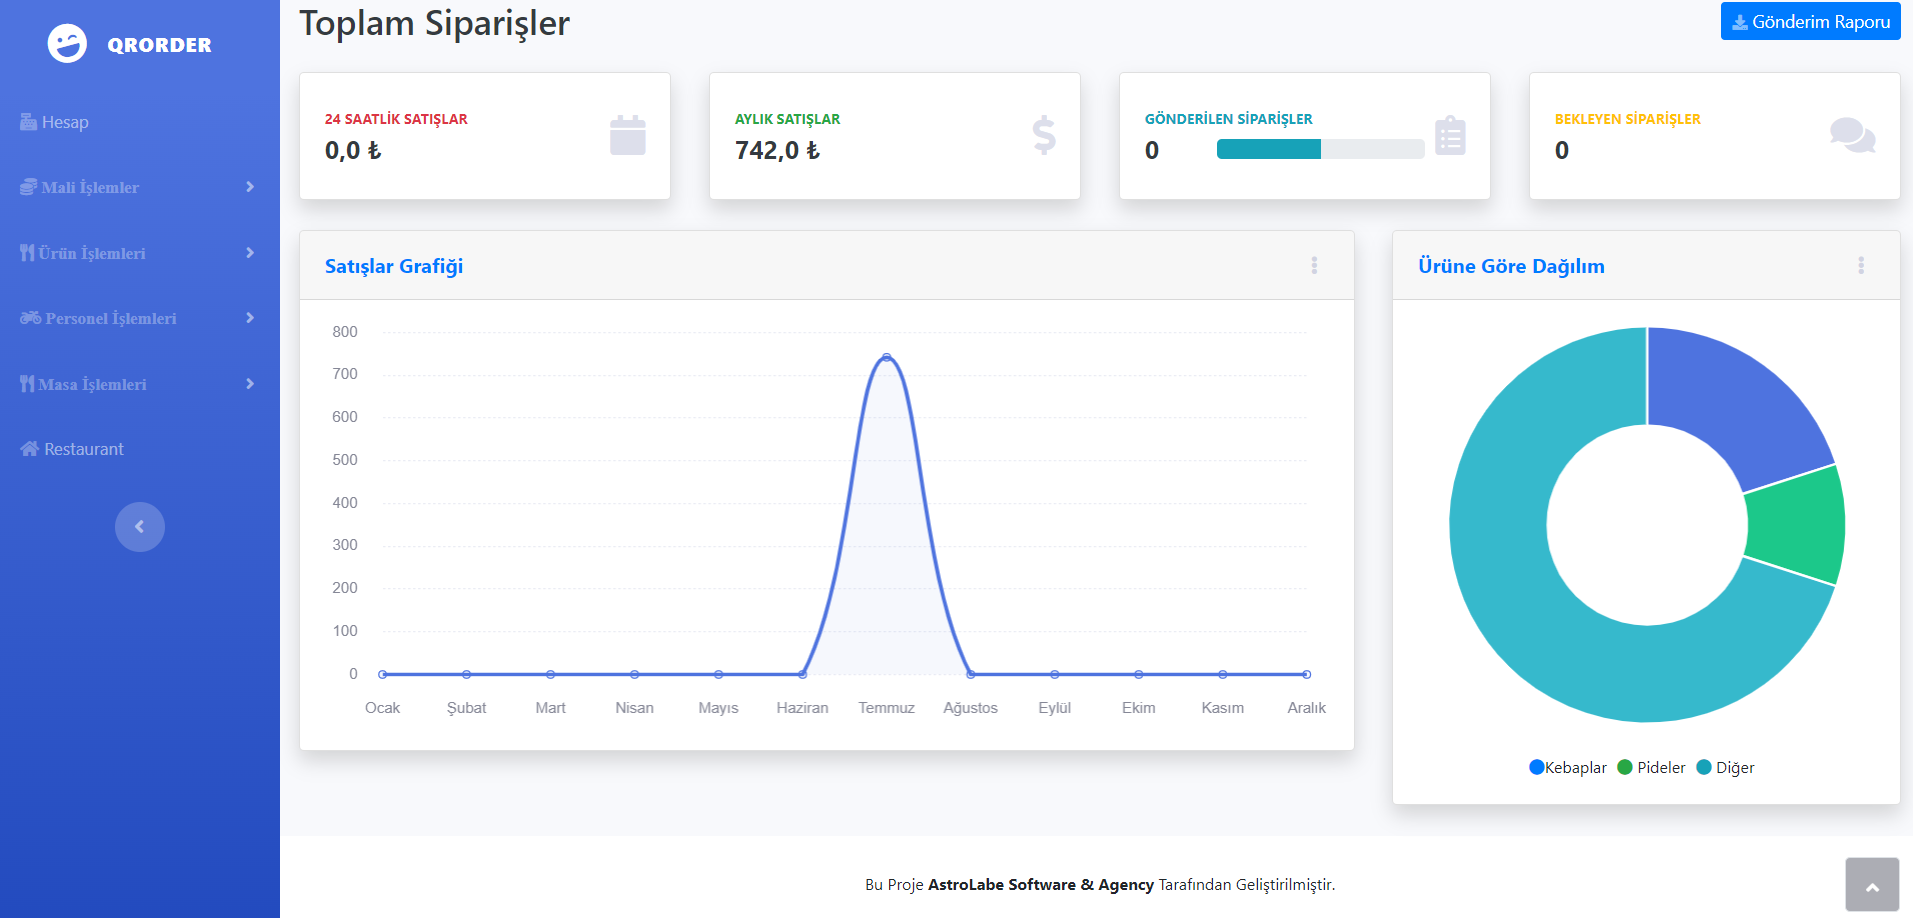 QRORDER
Hesap
Mali İşlemler
Ürün İşlemleri
Personel İşlemleri
Masa İşlemleri
Restaurant
Toplam Siparişler
Gönderim Raporu
24 SAATLİK SATIŞLAR
0,0 ₺
AYLIK SATIŞLAR
742,0 ₺
GÖNDERİLEN SİPARİŞLER
0
BEKLEYEN SİPARİŞLER
0
Satışlar Grafiği
800
700
600
500
400
300
200
100
0
Ocak Şubat Mart Nisan Mayıs Haziran Temmuz Ağustos Eylül Ekim Kasım Aralık
Ürüne Göre Dağılım
Kebaplar Pideler Diğer
Bu Proje AstroLabe Software & Agency Tarafından Geliştirilmiştir.